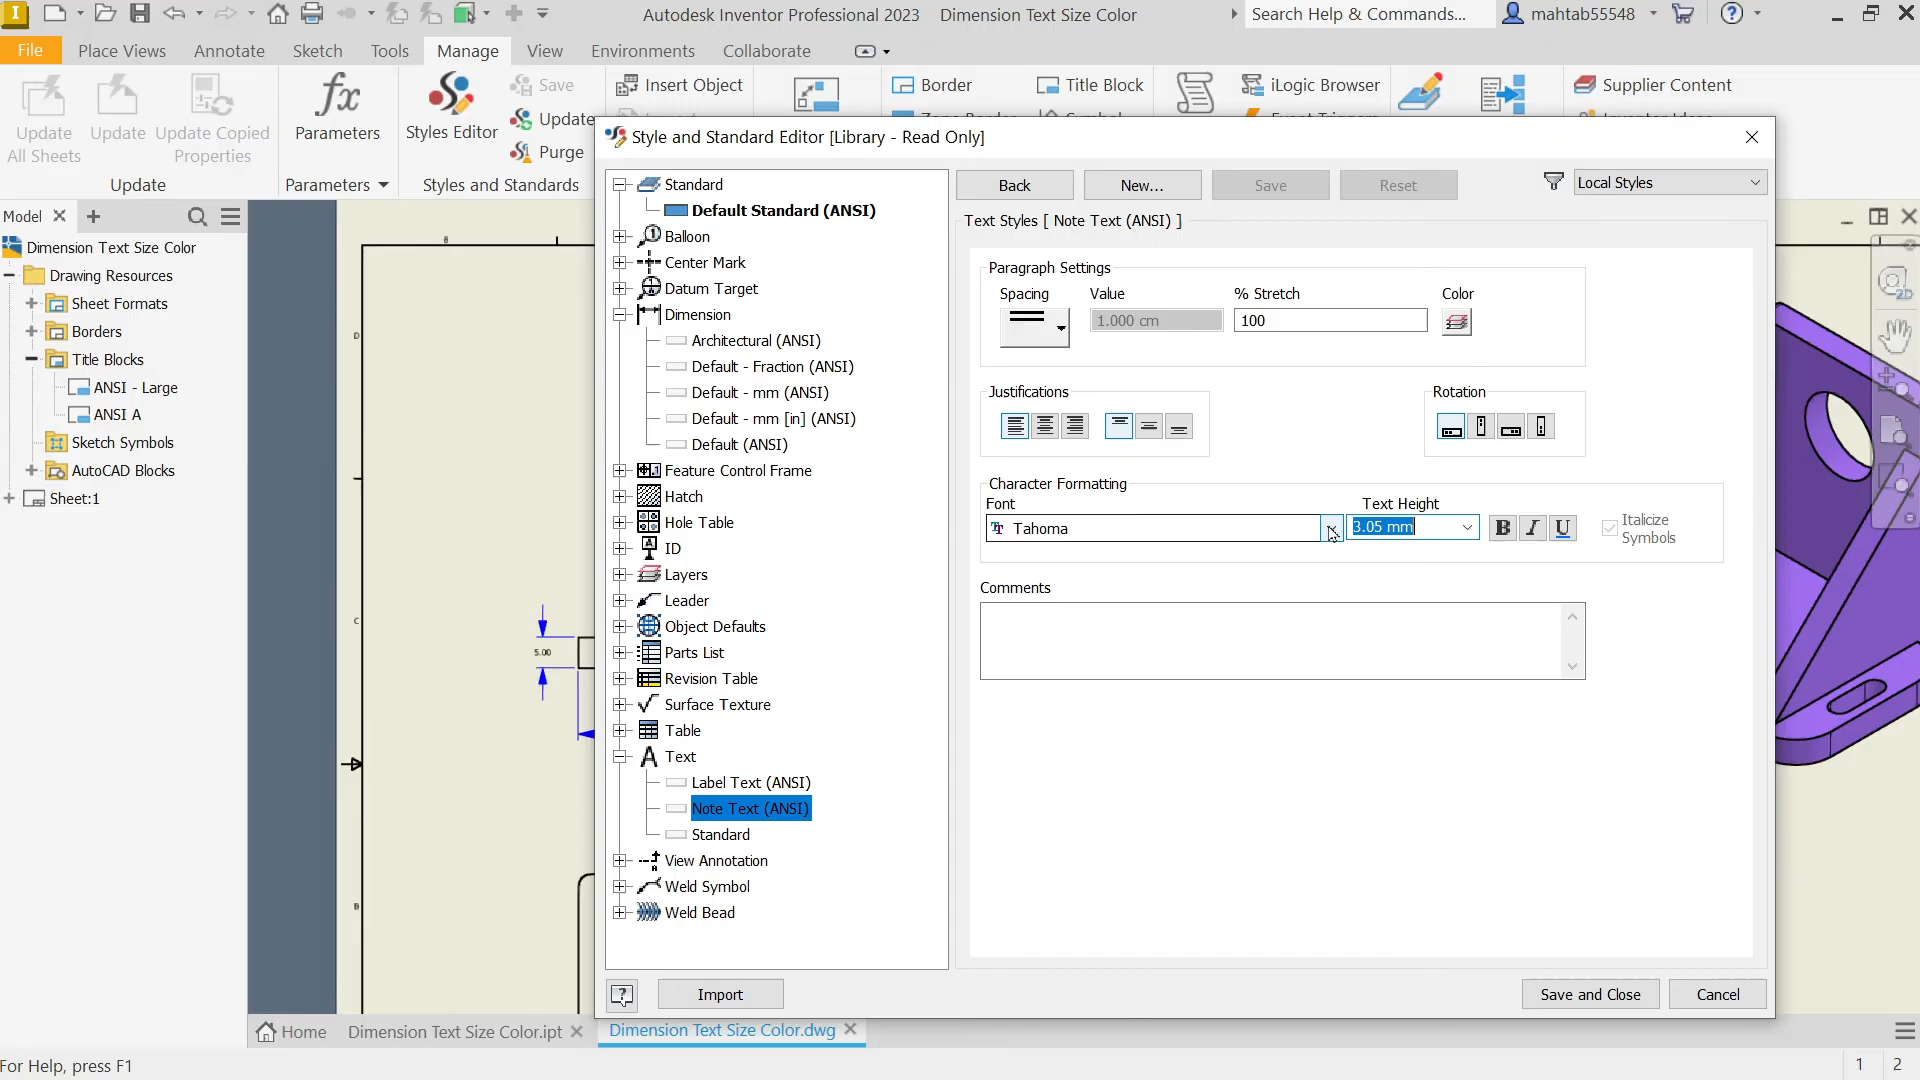 Autodesk Inventor Professional 2023 Dimension Text Size Color
Search Help & Commands...
mahtab55548
File
Place Views
Annotate
Sketch
Tools
Manage
View
Environments
Collaborate
Update All Sheets
Update
Update Copied Properties
Update
fx
Parameters
Parameters
Styles Editor
Save
Update
Purge
Styles and Standards
Insert Object
Border
Title Block
iLogic Browser
Supplier Content
Model
Dimension Text Size Color
Drawing Resources
Sheet Formats
Borders
Title Blocks
ANSI - Large
ANSI A
Sketch Symbols
AutoCAD Blocks
Sheet:1
D
C
B
5.00
Style and Standard Editor [Library - Read Only]
Standard
Default Standard (ANSI)
Balloon
Center Mark
Datum Target
Dimension
Architectural (ANSI)
Default - Fraction (ANSI)
Default - mm (ANSI)
Default - mm [in] (ANSI)
Default (ANSI)
Feature Control Frame
Hatch
Hole Table
ID
Layers
Leader
Object Defaults
Parts List
Revision Table
Surface Texture
Table
Text
Label Text (ANSI)
Note Text (ANSI)
Standard
View Annotation
Weld Symbol
Weld Bead
Back
New...
Save
Reset
Local Styles
Text Styles [ Note Text (ANSI) ]
Paragraph Settings
Spacing
Value
% Stretch
Color
1.000 cm
100
Justifications
Rotation
Character Formatting
Font
Text Height
Tahoma
3.05 mm
B
I
U
Italicize
Symbols
Comments
Import
Save and Close
Cancel
Home
Dimension Text Size Color.ipt
Dimension Text Size Color.dwg
For Help, press F1
1
2